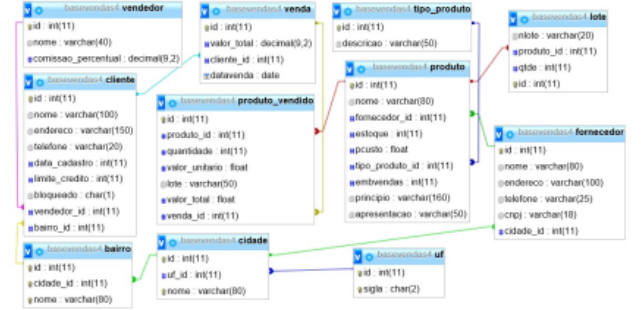 basevendas4 vendedor
id : int(11)
nome : varchar(40)
comissao_percentual : decimal(9,2)
basevendas4 cliente
id : int(11)
nome : varchar(100)
endereco : varchar(150)
telefone : varchar(20)
data_cadastro : int(11)
limite_credito : int(11)
bloqueado : char(1)
vendedor_id : int(11)
bairro_id : int(11)
basevendas4 bairro
id : int(11)
cidade_id : int(11)
nome : varchar(80)
basevendas4 venda
id : int(11)
valor_total : decimal(9,2)
cliente_id : int(11)
datavenda : date
basevendas4 produto_vendido
id : int(11)
produto_id : int(11)
quantidade : int(11)
valor_unitario : float
lote : varchar(50)
valor_total : float
venda_id : int(11)
basevendas4 cidade
id : int(11)
uf_id : int(11)
nome : varchar(80)
basevendas4 tipo_produto
id : int(11)
descricao : varchar(50)
basevendas4 produto
id : int(11)
nome : varchar(80)
fornecedor_id : int(11)
estoque : int(11)
pcusto : float
tipo_produto_id : int(11)
embvendas : int(11)
principio : varchar(160)
apresentacao : varchar(50)
basevendas4 uf
id : int(11)
sigla : char(2)
basevendas4 lote
nlote : varchar(20)
produto_id : int(11)
qtde : int(11)
id : int(11)
basevendas4 fornecedor
id : int(11)
nome : varchar(80)
endereco : varchar(100)
telefone : varchar(25)
cnpj : varchar(18)
cidade_id : int(11)